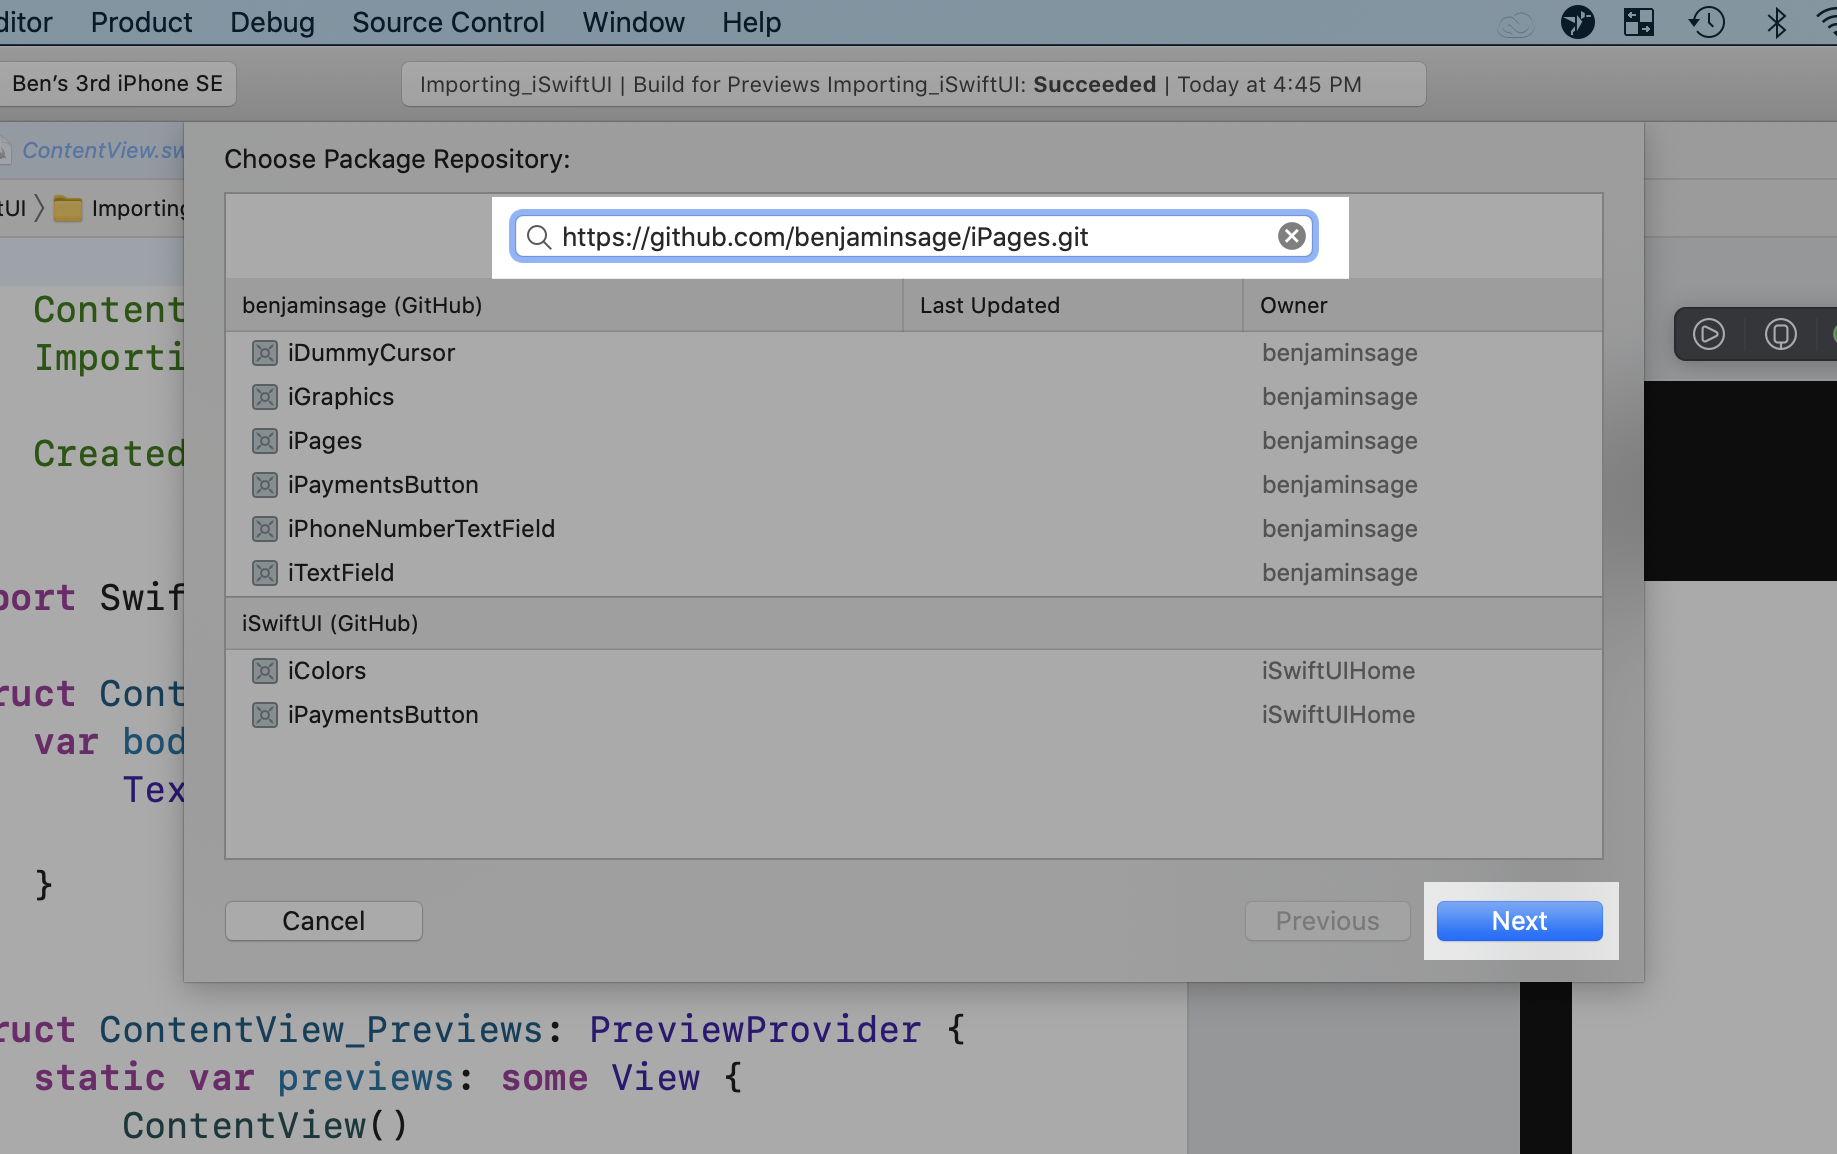 Product Debug Source Control Window Help
Ben's 3rd iPhone SE
Importing_iSwiftUI | Build for Previews Importing_iSwiftUI: Succeeded | Today at 4:45 PM
ContentView.sw
tUI Importing
Choose Package Repository:
https://github.com/benjaminsage/iPages.git
benjaminsage (GitHub) Last Updated Owner
iDummyCursor benjaminsage
iGraphics benjaminsage
iPages benjaminsage
iPaymentsButton benjaminsage
iPhoneNumberTextField benjaminsage
iTextField benjaminsage
iSwiftUI (GitHub)
iColors iSwiftUIHome
iPaymentsButton iSwiftUIHome
Cancel Previous Next
Content
Importi
Created
port Swif
ruct Cont
var bod
Tex
}
ruct ContentView_Previews: PreviewProvider {
static var previews: some View {
ContentView()